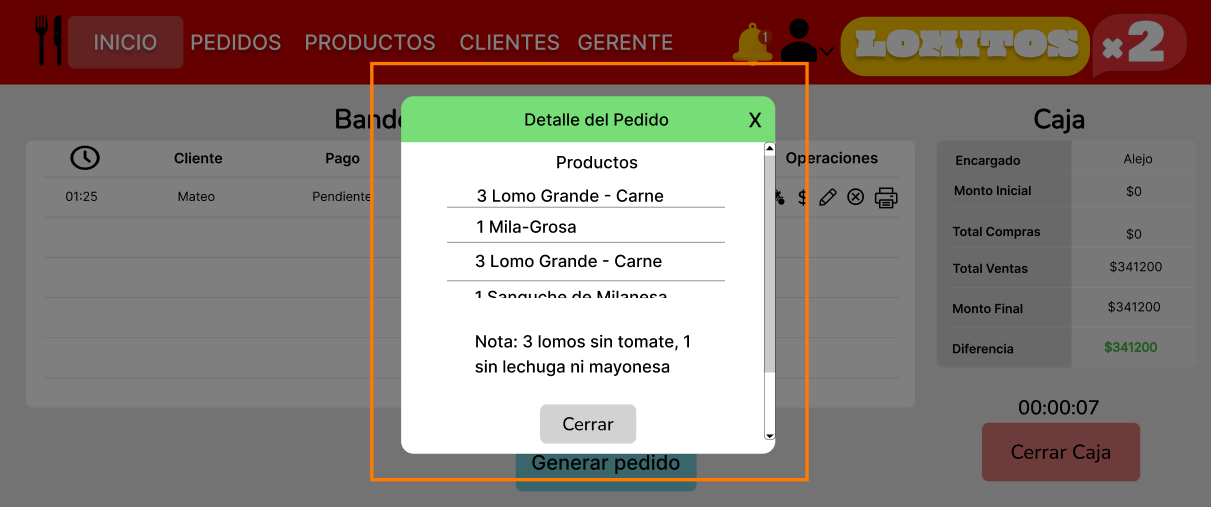 INICIO PEDIDOS PRODUCTOS CLIENTES GERENTE 1 LOMITOS ×2
Detalle del Pedido X
Productos
3 Lomo Grande - Carne
1 Mila-Grosa
3 Lomo Grande - Carne
1 Sanguche de Milanesa
Nota: 3 lomos sin tomate, 1
sin lechuga ni mayonesa
Cerrar
Cliente Pago Operaciones
01:25 Mateo Pendiente $
Generar pedido
Caja
Encargado Alejo
Monto Inicial $0
Total Compras $0
Total Ventas $341200
Monto Final $341200
Diferencia $341200
00:00:07
Cerrar Caja